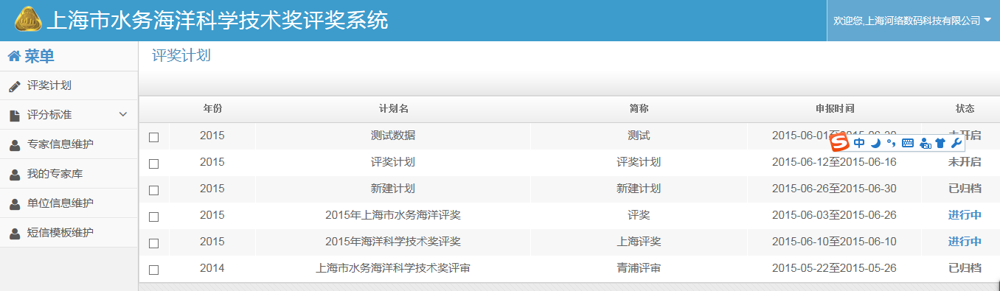 上海市水务海洋科学技术奖评奖系统
欢迎您,上海河络数码科技有限公司
菜单
评奖计划
评分标准
专家信息维护
我的专家库
单位信息维护
短信模板维护
评奖计划
年份 计划名 简称 申报时间 状态
2015 测试数据 测试 2015-06-01至2015-06-30 未开启
中
2015 评奖计划 评奖计划 2015-06-12至2015-06-16 未开启
2015 新建计划 新建计划 2015-06-26至2015-06-30 已归档
2015 2015年上海市水务海洋评奖 评奖 2015-06-03至2015-06-26 进行中
2015 2015年海洋科学技术奖评奖 上海评奖 2015-06-10至2015-06-10 进行中
2014 上海市水务海洋科学技术奖评审 青浦评审 2015-05-22至2015-05-26 已归档